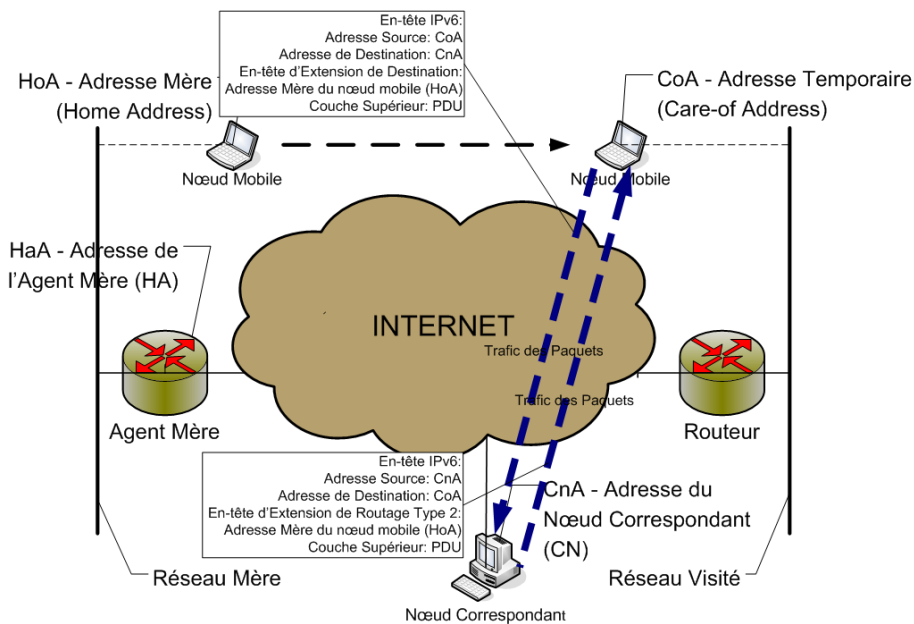 En-tête IPv6:
Adresse Source: CoA
Adresse de Destination: CnA
En-tête d'Extension de Destination:
Adresse Mère du nœud mobile (HoA)
Couche Supérieur: PDU
HoA - Adresse Mère
(Home Address)
CoA - Adresse Temporaire
(Care-of Address)
Nœud Mobile
Nœud Mobile
HaA - Adresse de
l'Agent Mère (HA)
INTERNET
Trafic des Paquets
Trafic des Paquets
Agent Mère
Routeur
En-tête IPv6:
Adresse Source: CnA
Adresse de Destination: CoA
En-tête d'Extension de Routage Type 2:
Adresse Mère du nœud mobile (HoA)
Couche Supérieur: PDU
CnA - Adresse du
Nœud Correspondant
(CN)
Réseau Mère
Réseau Visité
Nœud Correspondant